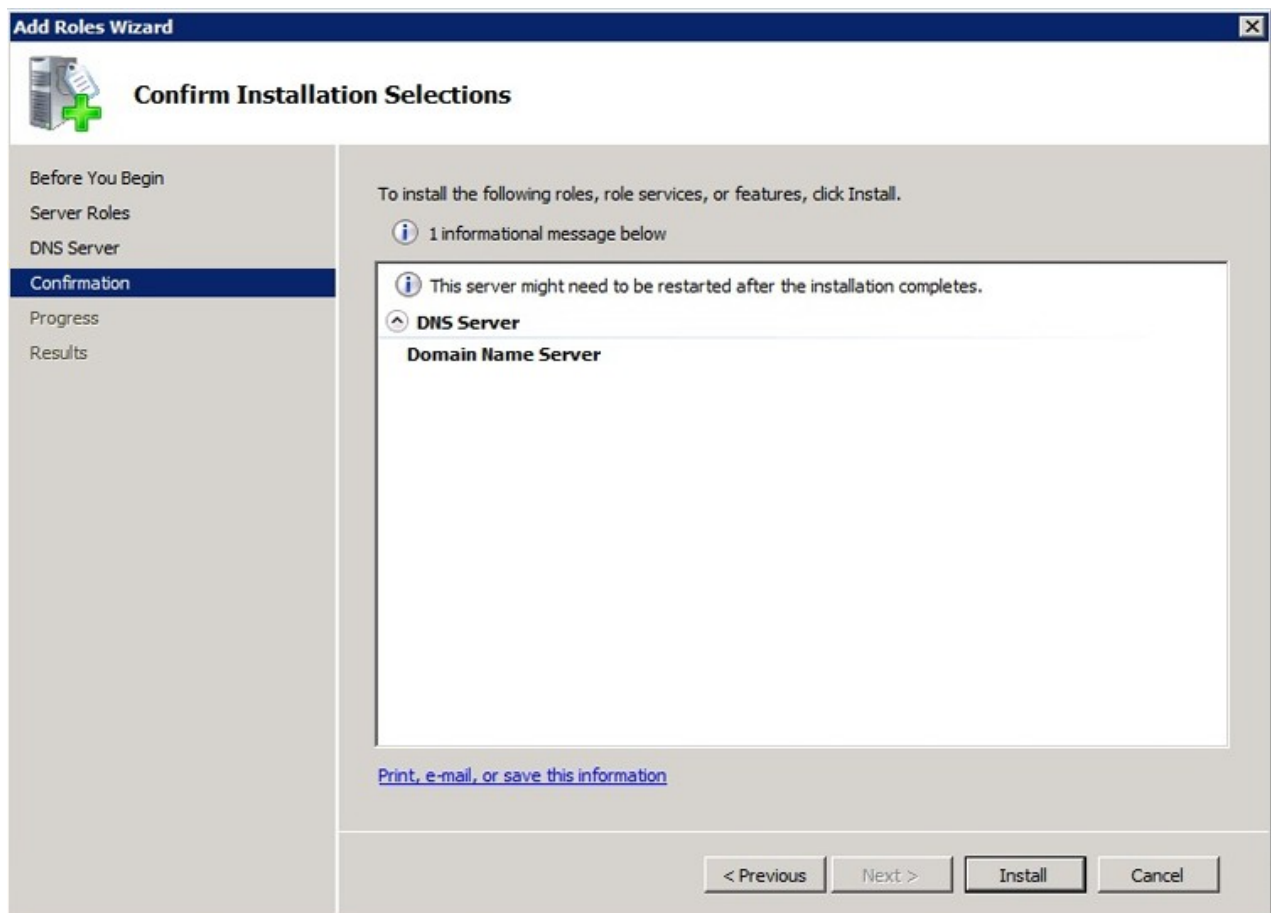 Add Roles Wizard
Confirm Installation Selections
Before You Begin
Server Roles
DNS Server
Confirmation
Progress
Results
To install the following roles, role services, or features, click Install.
1 informational message below
This server might need to be restarted after the installation completes.
DNS Server
Domain Name Server
Print, e-mail, or save this information
< Previous
Next >
Install
Cancel